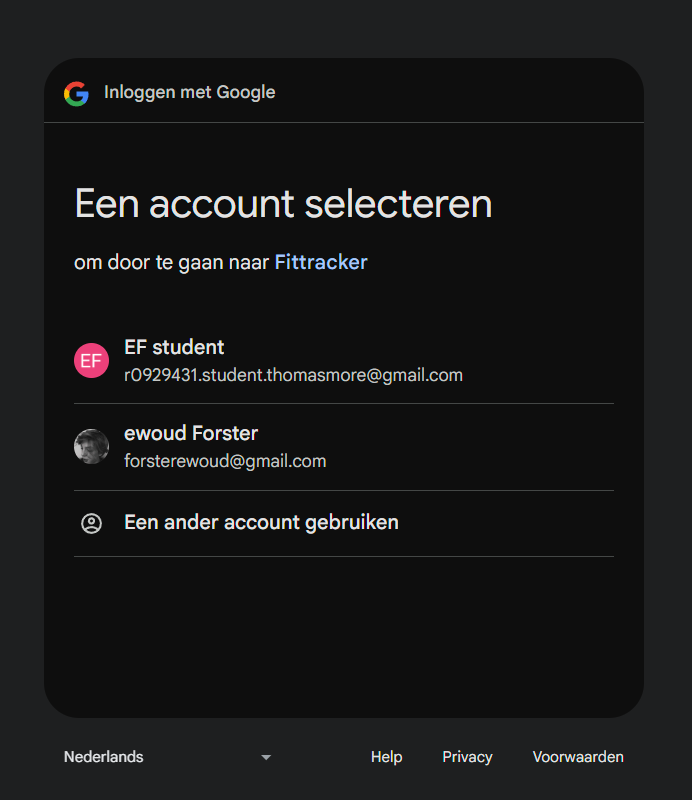 Inloggen met Google
Een account selecteren
om door te gaan naar Fittracker
EF
EF student
r0929431.student.thomasmore@gmail.com
ewoud Forster
forsterewoud@gmail.com
Een ander account gebruiken
Nederlands
Help
Privacy
Voorwaarden